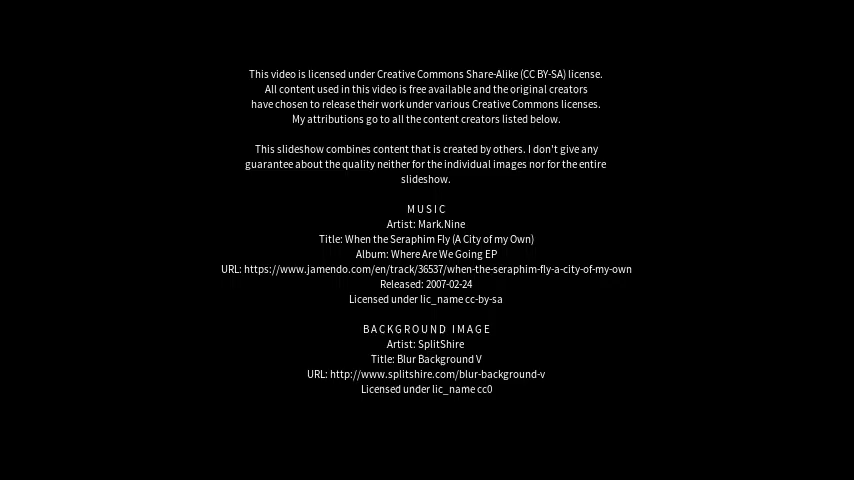 This video is licensed under Creative Commons Share-Alike (CC BY-SA) license.
All content used in this video is free available and the original creators
have chosen to release their work under various Creative Commons licenses.
My attributions go to all the content creators listed below.
This slideshow combines content that is created by others. I don't give any
guarantee about the quality neither for the individual images nor for the entire
slideshow.
MUSIC
Artist: Mark.Nine
Title: When the Seraphim Fly (A City of my Own)
Album: Where Are We Going EP
URL: https://www.jamendo.com/en/track/36537/when-the-seraphim-fly-a-city-of-my-own
Released: 2007-02-24
Licensed under lic_name cc-by-sa
BACKGROUND IMAGE
Artist: SplitShire
Title: Blur Background V
URL: http://www.splitshire.com/blur-background-v
Licensed under lic_name cc0